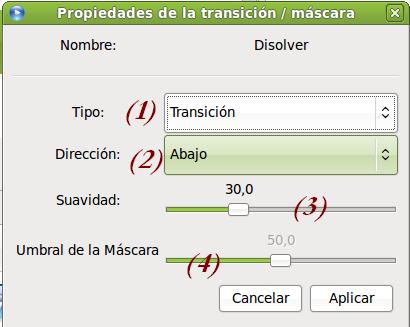 Propiedades de la transición / máscara
Nombre: Disolver
Tipo: (1) Transición
Dirección: (2) Abajo
30,0
Suavidad: (3)
50,0
Umbral de la Máscara (4)
Cancelar Aplicar